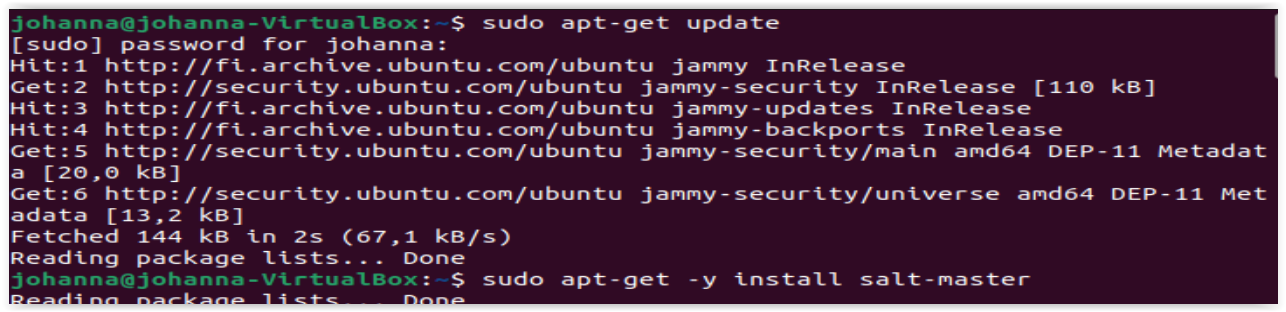 johanna@johanna-VirtualBox:~$ sudo apt-get update
[sudo] password for johanna:
Hit:1 http://fi.archive.ubuntu.com/ubuntu jammy InRelease
Get:2 http://security.ubuntu.com/ubuntu jammy-security InRelease [110 kB]
Hit:3 http://fi.archive.ubuntu.com/ubuntu jammy-updates InRelease
Hit:4 http://fi.archive.ubuntu.com/ubuntu jammy-backports InRelease
Get:5 http://security.ubuntu.com/ubuntu jammy-security/main amd64 DEP-11 Metadat
a [20,0 kB]
Get:6 http://security.ubuntu.com/ubuntu jammy-security/universe amd64 DEP-11 Met
adata [13,2 kB]
Fetched 144 kB in 2s (67,1 kB/s)
Reading package lists... Done
johanna@johanna-VirtualBox:~$ sudo apt-get -y install salt-master
Reading package lists... Done